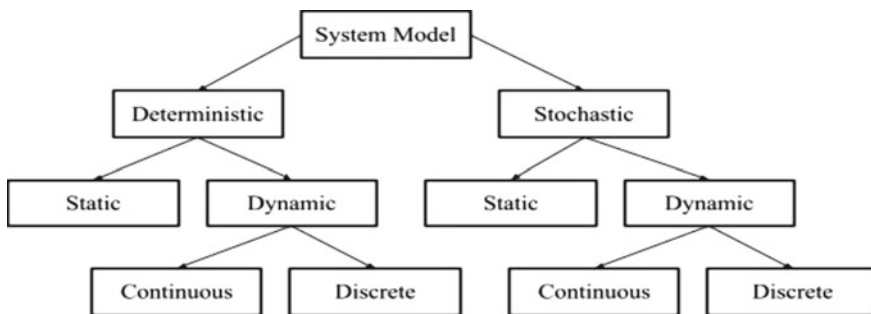 System Model
Deterministic
Stochastic
Static
Dynamic
Static
Dynamic
Continuous
Discrete
Continuous
Discrete